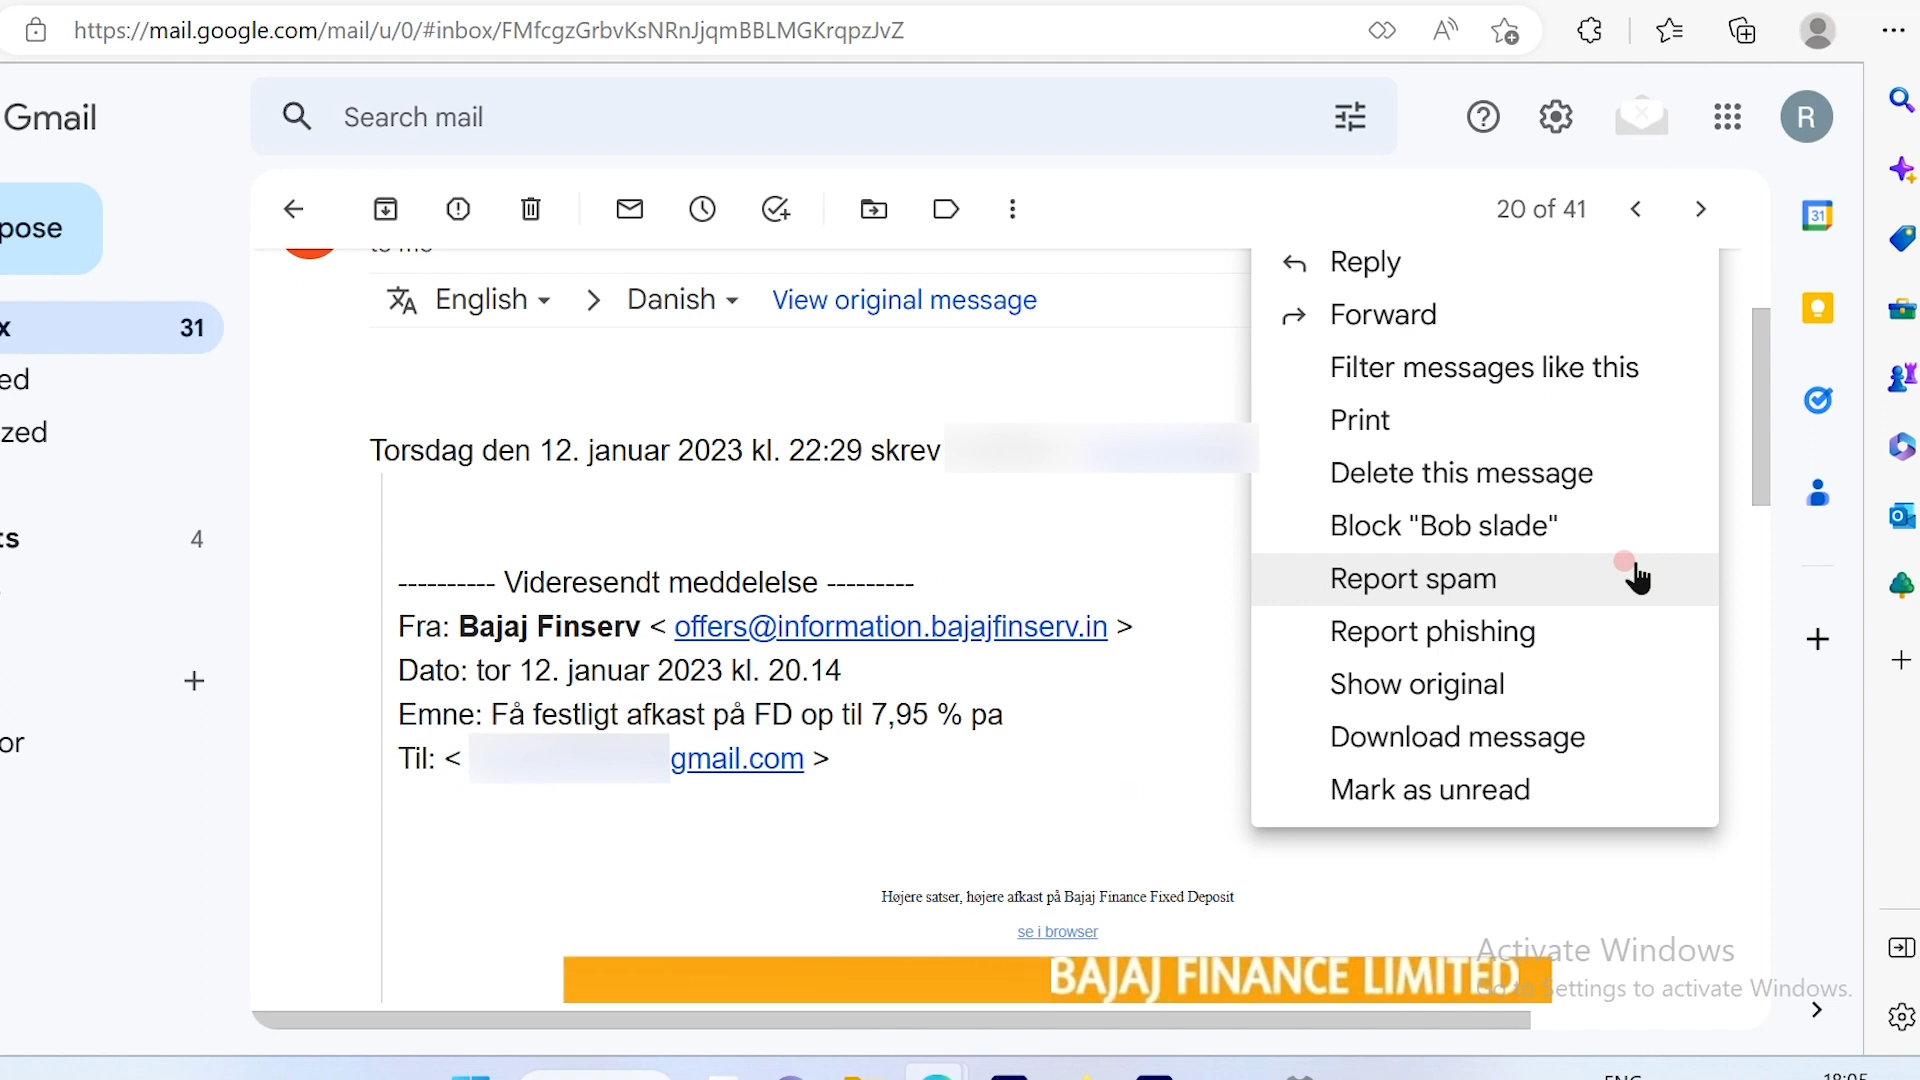 https://mail.google.com/mail/u/0/#inbox/FMfcgzGrbvKsNRnJjqmBBLMGKrqpzJvZ
Gmail
Search mail
R
pose
20 of 41
x 31
ed
zed
ts 4
or
English > Danish View original message
Torsdag den 12. januar 2023 kl. 22:29 skrev
---------- Videresendt meddelelse ---------
Fra: Bajaj Finserv < offers@information.bajajfinserv.in >
Dato: tor 12. januar 2023 kl. 20.14
Emne: Få festligt afkast på FD op til 7,95 % pa
Til: < gmail.com >
Reply
Forward
Filter messages like this
Print
Delete this message
Block "Bob slade"
Report spam
Report phishing
Show original
Download message
Mark as unread
Højere satser, højere afkast på Bajaj Finance Fixed Deposit
se i browser
BAJAJ FINANCE LIMITED
Activate Windows
Go to Settings to activate Windows.
31